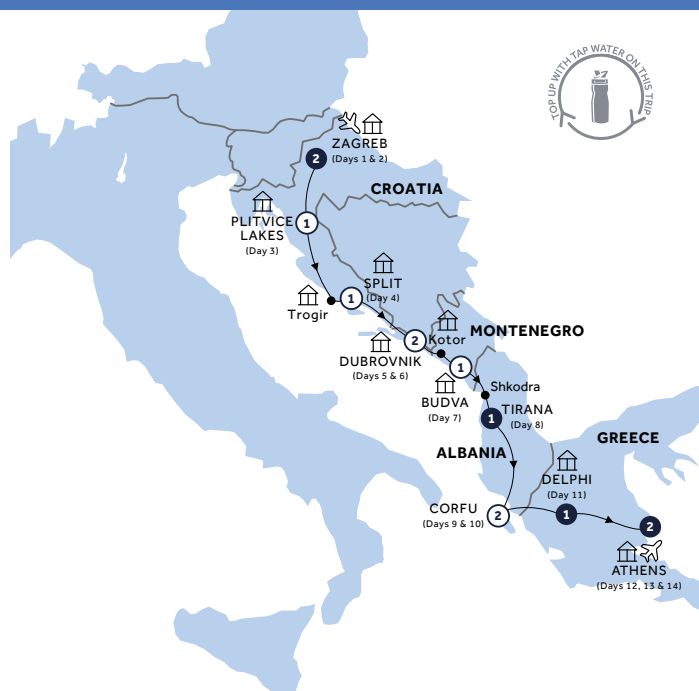 TOP UP WITH TAP WATER ON THIS TRIP
ZAGREB
2
(Days 1 & 2)
CROATIA
PLITVICE
1
LAKES
(Day 3)
SPLIT
1
(Day 4)
Trogir
MONTENEGRO
2
Kotor
DUBROVNIK
(Days 5 & 6)
1
Shkodra
BUDVA
(Day 7)
TIRANA
1
(Day 8)
GREECE
ALBANIA
DELPHI
(Day 11)
CORFU
2
1
(Days 9 & 10)
2
ATHENS
(Days 12, 13 & 14)